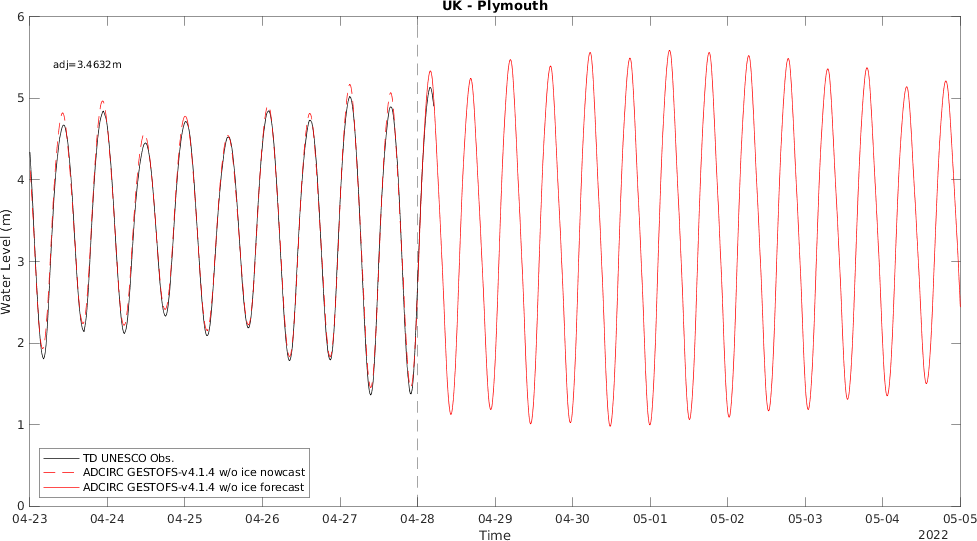 UK - Plymouth
adj=3.4632m
Water Level (m)
6
5
4
3
2
1
0
TD UNESCO Obs.
ADCIRC GESTOFS-v4.1.4 w/o ice nowcast
ADCIRC GESTOFS-v4.1.4 w/o ice forecast
04-23 04-24 04-25 04-26 04-27 04-28 04-29 04-30 05-01 05-02 05-03 05-04 05-05
Time
2022